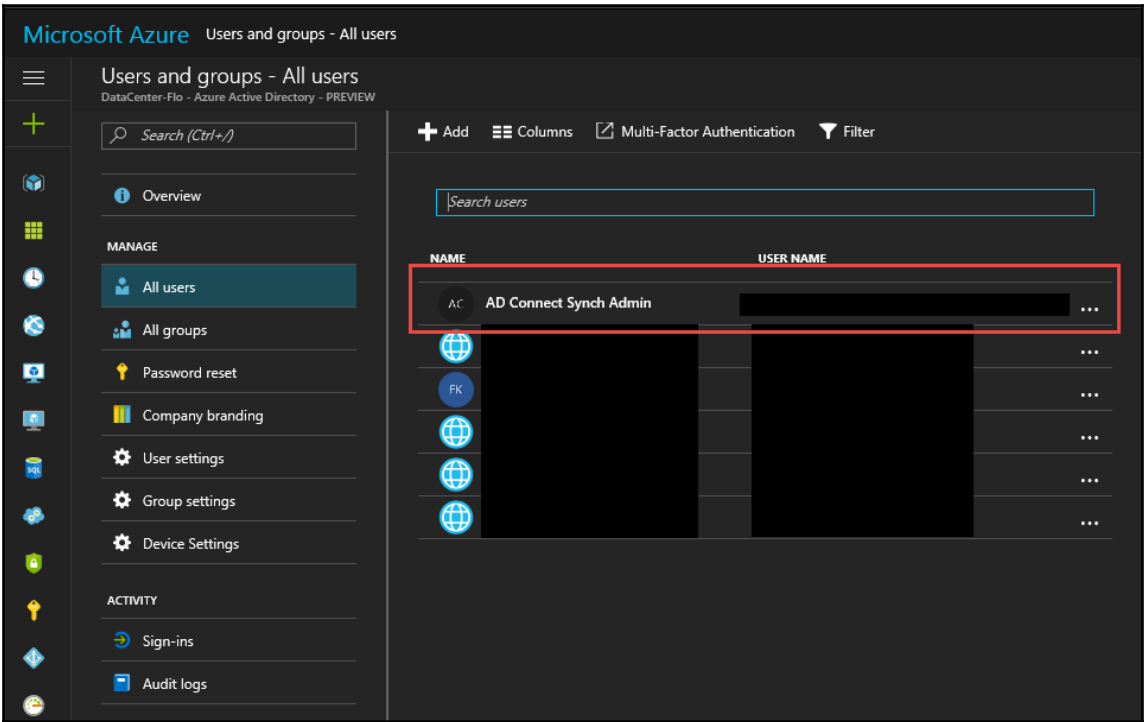 Microsoft Azure Users and groups - All users
Users and groups - All users
DataCenter-Flo - Azure Active Directory - PREVIEW
Search (Ctrl+/)
Overview
MANAGE
All users
All groups
Password reset
Company branding
User settings
Group settings
Device Settings
ACTIVITY
Sign-ins
Audit logs
Add Columns Multi-Factor Authentication Filter
Search users
NAME USER NAME
AC AD Connect Synch Admin ...
...
FK ...
...
...
...
SQL